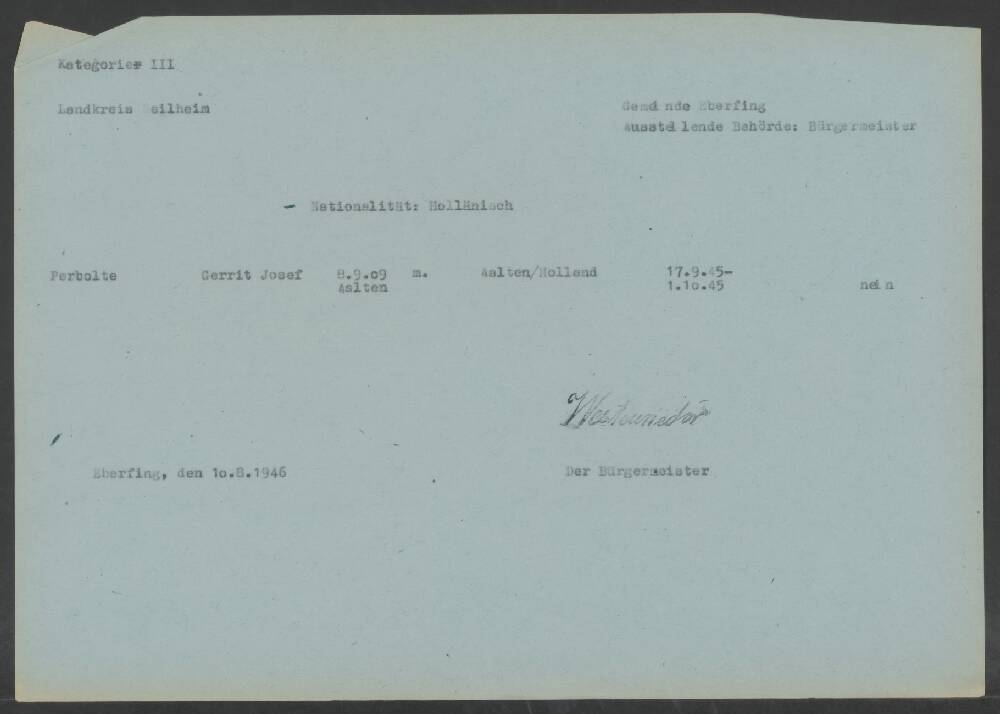 Kategorie III
Landkreis Weilheim
Gemeinde Eberfing
Ausstellende Behörde: Bürgermeister
- Nationalität: Hollänisch
Perbolte Gerrit Josef 8.9.09 m. Aalten/Holland 17.9.45-
Aalten 1.10.45 nein
Eberfing, den 10.8.1946
Der Bürgermeister